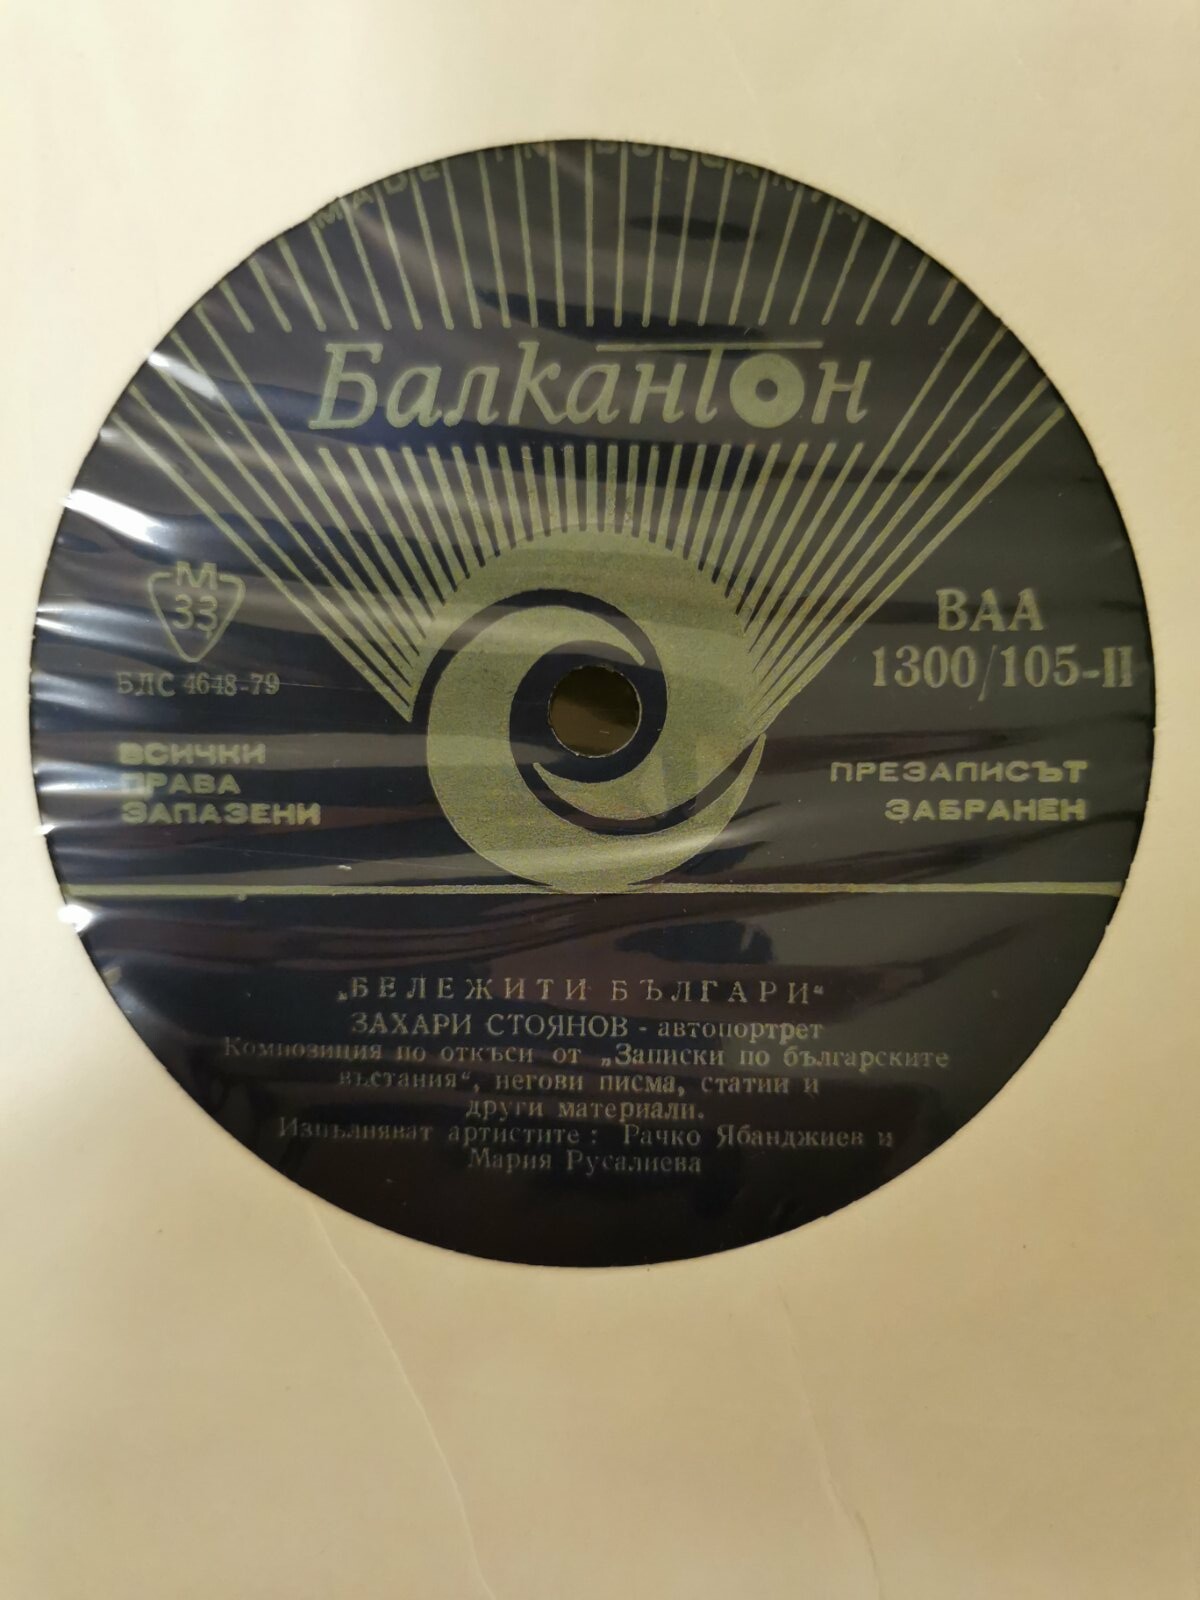 MADE IN BULGARIA
Балкантон
М
33
БЛС 4648-79
ВСИЧКИ
ПРАВА
ЗАПАЗЕНИ
ВАА
1300/105-II
ПРЕЗАПИСЪТ
ЗАБРАНЕН
„БЕЛЕЖИТИ БЪЛГАРИ“
ЗАХАРИ СТОЯНОВ - автопортрет
Композиция по откъси от „Записки по българските
въстания“, негови писма, статии и
други материали.
Изпълняват артистите: Рачко Ябанджиев и
Мария Русалиева